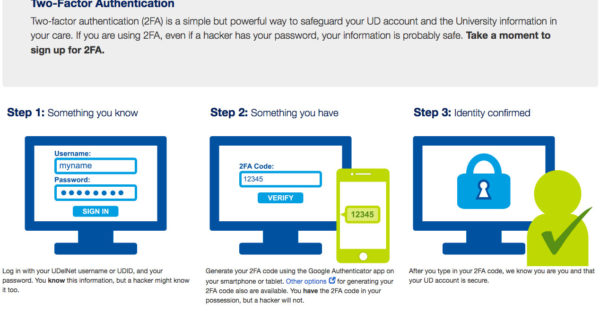 Two-Factor Authentication
Two-factor authentication (2FA) is a simple but powerful way to safeguard your UD account and the University information in
your care. If you are using 2FA, even if a hacker has your password, your information is probably safe. Take a moment to
sign up for 2FA.
Step 1: Something you know
Username:
myname
Password:
SIGN IN
Log in with your UDelNet username or UDID, and your
password. You know this information, but a hacker might know
it too.
Step 2: Something you have
2FA Code:
12345
VERIFY
12345
Generate your 2FA code using the Google Authenticator app on
your smartphone or tablet. Other options for generating your
2FA code also are available. You have the 2FA code in your
possession, but a hacker will not.
Step 3: Identity confirmed
After you type in your 2FA code, we know you are you and that
your UD account is secure.